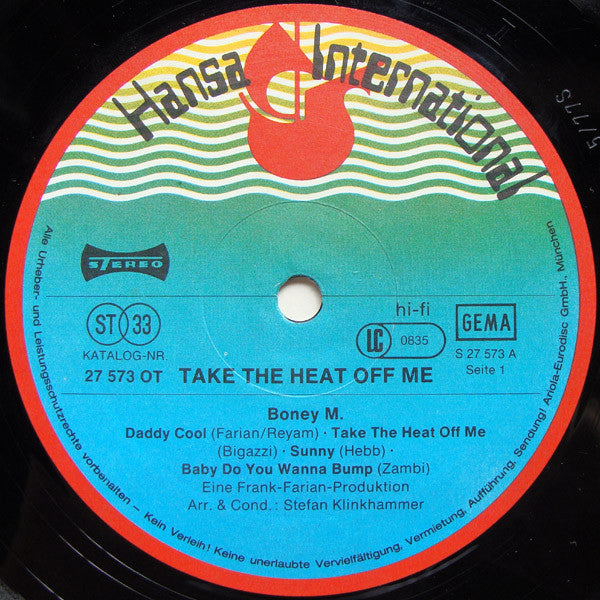 Hansa International
STEREO
ST 33
KATALOG-NR.
27 573 OT
hi-fi
LC 0835
GEMA
S 27 573 A
Seite 1
TAKE THE HEAT OFF ME
Boney M.
Daddy Cool (Farian/Reyam) · Take The Heat Off Me
(Bigazzi) · Sunny (Hebb) ·
Baby Do You Wanna Bump (Zambi)
Eine Frank-Farian-Produktion
Arr. & Cond.: Stefan Klinkhammer
Alle Urheber- und Leistungsschutzrechte vorbehalten – Kein Verleih! Keine unerlaubte Vervielfältigung, Vermietung, Aufführung, Sendung! Ariola-Eurodisc GmbH., München
5/77S